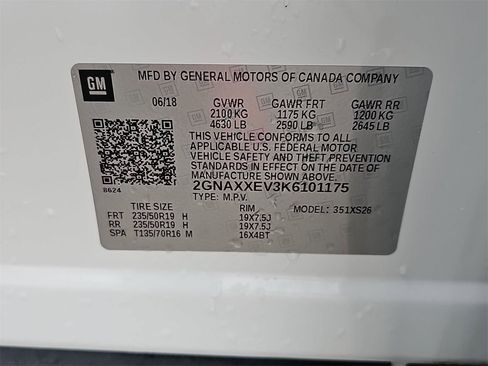 GM MFD BY GENERAL MOTORS OF CANADA COMPANY
06/18 GVWR GAWR FRT GAWR RR
2100 KG 1175 KG 1200 KG
4630 LB 2590 LB 2645 LB
THIS VEHICLE CONFORMS TO ALL
APPLICABLE U.S. FEDERAL MOTOR
VEHICLE SAFETY AND THEFT PREVENTION
STANDARDS IN EFFECT ON THE DATE OF
MANUFACTURE SHOWN ABOVE.
8624 2GNAXXEV3K6101175
TYPE: M.P.V. MODEL: 351XS26
TIRE SIZE RIM
FRT 235/50R19 H 19X7.5J
RR 235/50R19 H 19X7.5J
SPA T135/70R16 M 16X4BT